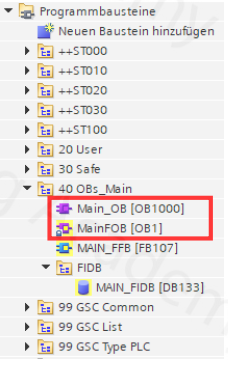 Programmbausteine
Neuen Baustein hinzufügen
++ST000
++ST010
++ST020
++ST030
++ST100
20 User
30 Safe
40 OBs_Main
Main_OB [OB1000]
MainFOB [OB1]
MAIN_FFB [FB107]
FIDB
MAIN_FIDB [DB133]
99 GSC Common
99 GSC List
99 GSC Type PLC